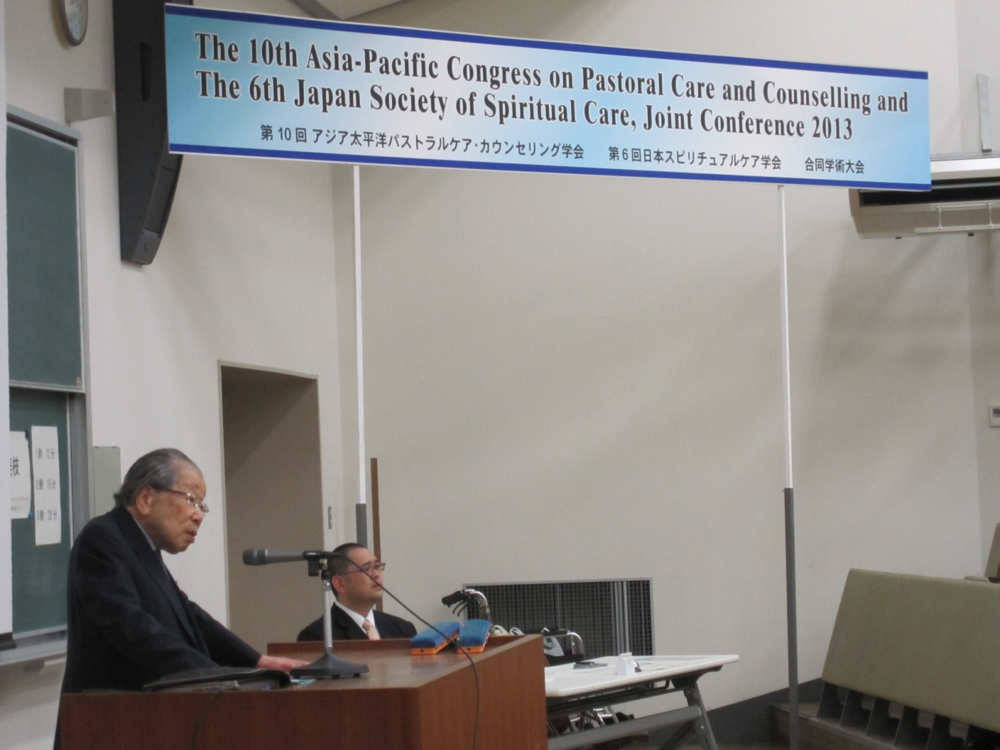 The 10th Asia-Pacific Congress on Pastoral Care and Counselling and
The 6th Japan Society of Spiritual Care, Joint Conference 2013
第10回 アジア太平洋パストラルケア・カウンセリング学会 第6回日本スピリチュアルケア学会 合同学術大会
枝
1鈴 13分
2鈴 15分
3鈴 20分